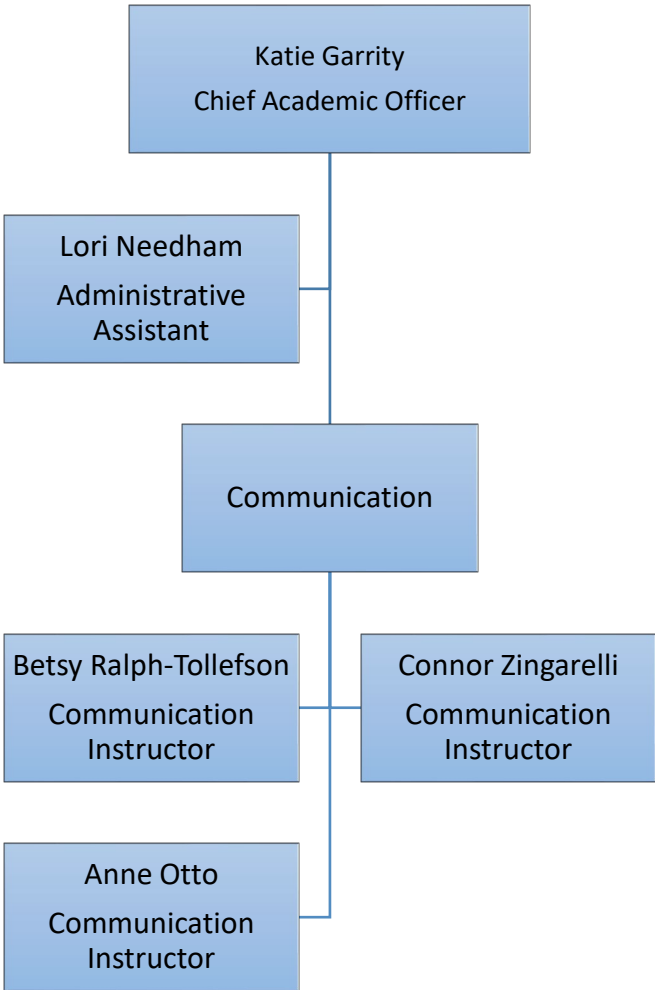 Katie Garrity
Chief Academic Officer
Lori Needham
Administrative
Assistant
Communication
Betsy Ralph-Tollefson
Communication
Instructor
Connor Zingarelli
Communication
Instructor
Anne Otto
Communication
Instructor